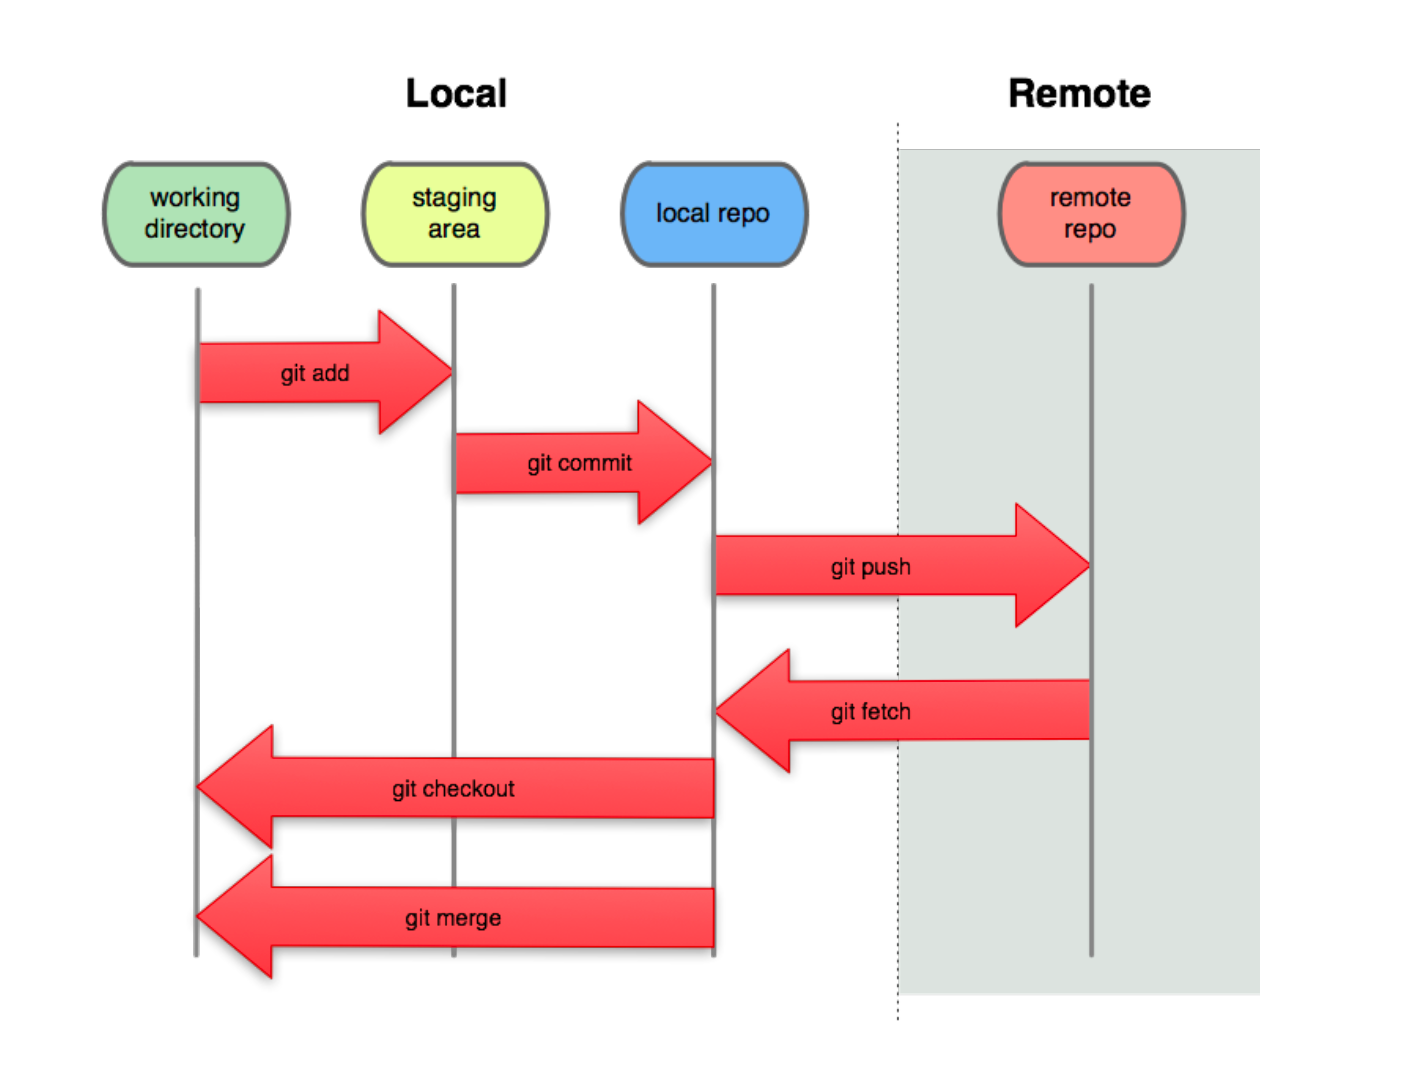 Local
Remote
working
directory
staging
area
local repo
remote
repo
git add
git commit
git push
git fetch
git checkout
git merge